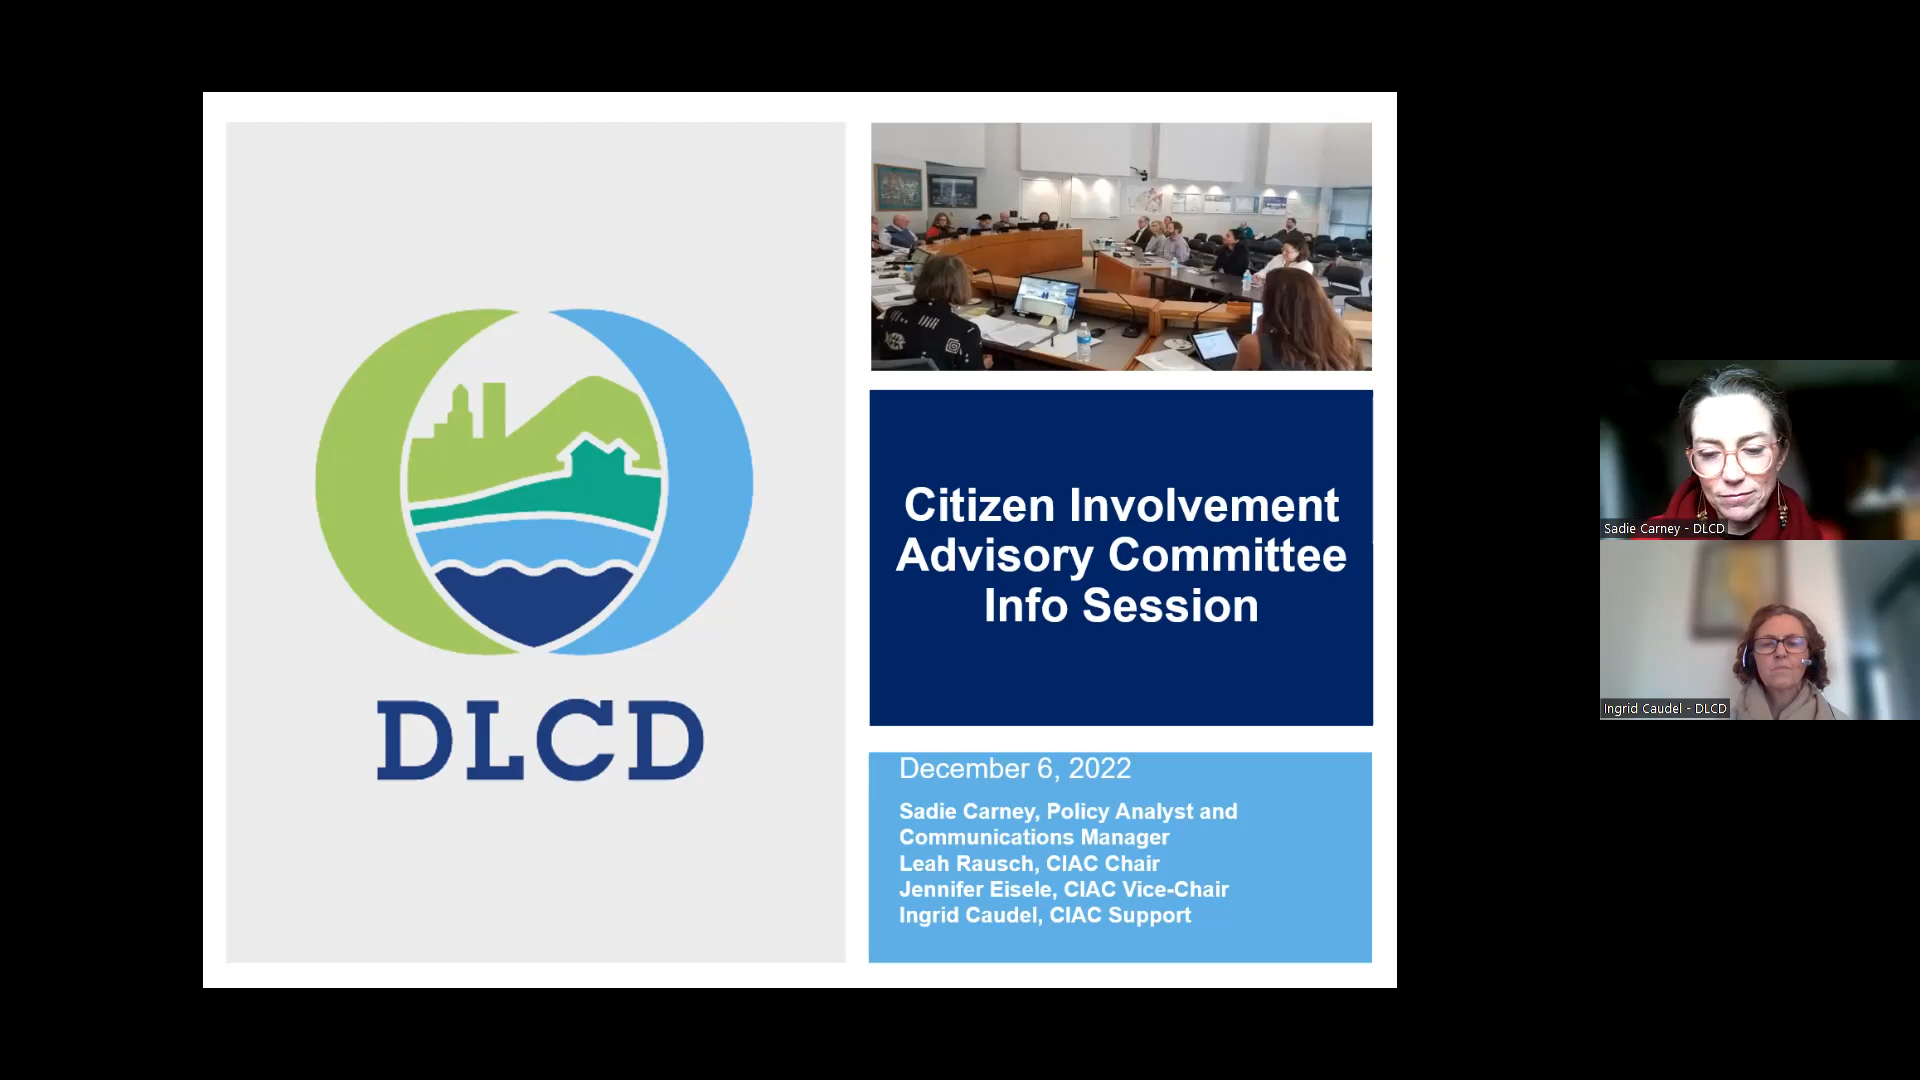 DLCD
Citizen Involvement
Advisory Committee
Info Session
December 6, 2022
Sadie Carney, Policy Analyst and
Communications Manager
Leah Rausch, CIAC Chair
Jennifer Eisele, CIAC Vice-Chair
Ingrid Caudel, CIAC Support
Sadie Carney - DLCD
Ingrid Caudel - DLCD